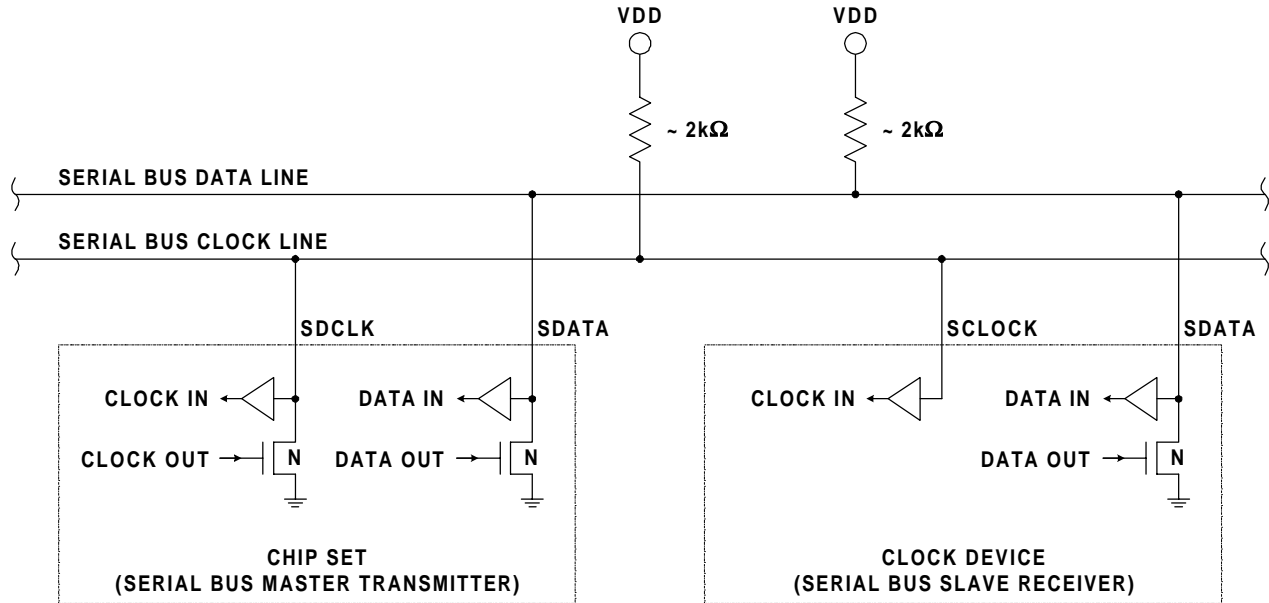 VDD
VDD
~ 2kΩ
~ 2kΩ
SERIAL BUS DATA LINE
SERIAL BUS CLOCK LINE
SDCLK
SDATA
SCLOCK
SDATA
CLOCK IN
DATA IN
CLOCK IN
DATA IN
CLOCK OUT
N
DATA OUT
N
DATA OUT
N
CHIP SET
(SERIAL BUS MASTER TRANSMITTER)
CLOCK DEVICE
(SERIAL BUS SLAVE RECEIVER)